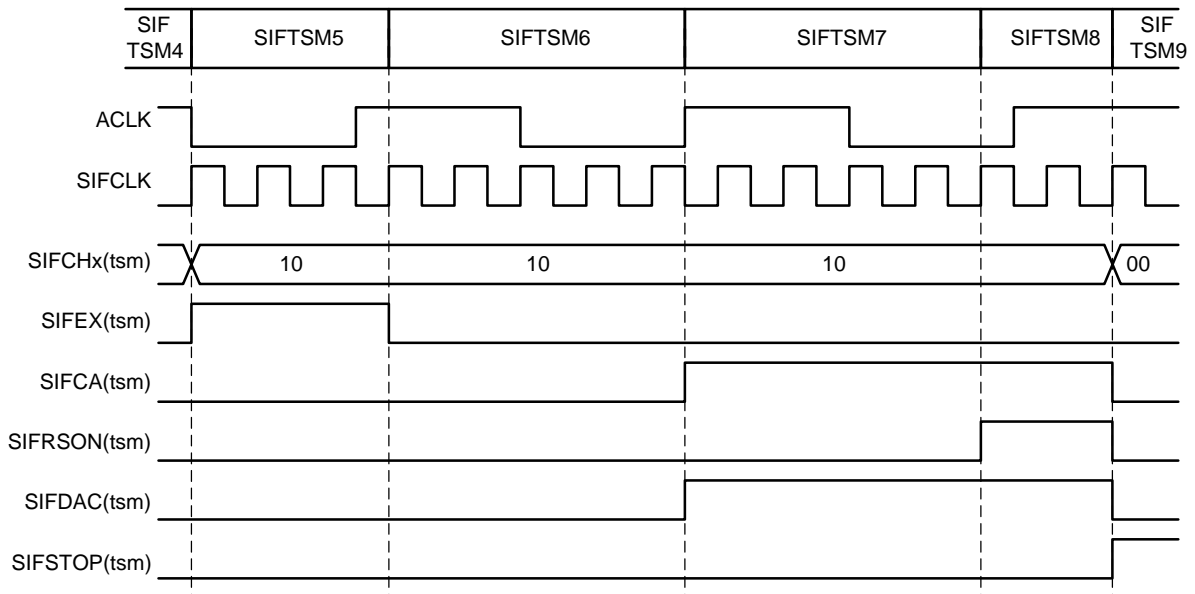 SIF
TSM4
SIFTSM5
SIFTSM6
SIFTSM7
SIFTSM8
SIF
TSM9
ACLK
SIFCLK
SIFCHx(tsm)
10
10
10
00
SIFEX(tsm)
SIFCA(tsm)
SIFRSON(tsm)
SIFDAC(tsm)
SIFSTOP(tsm)